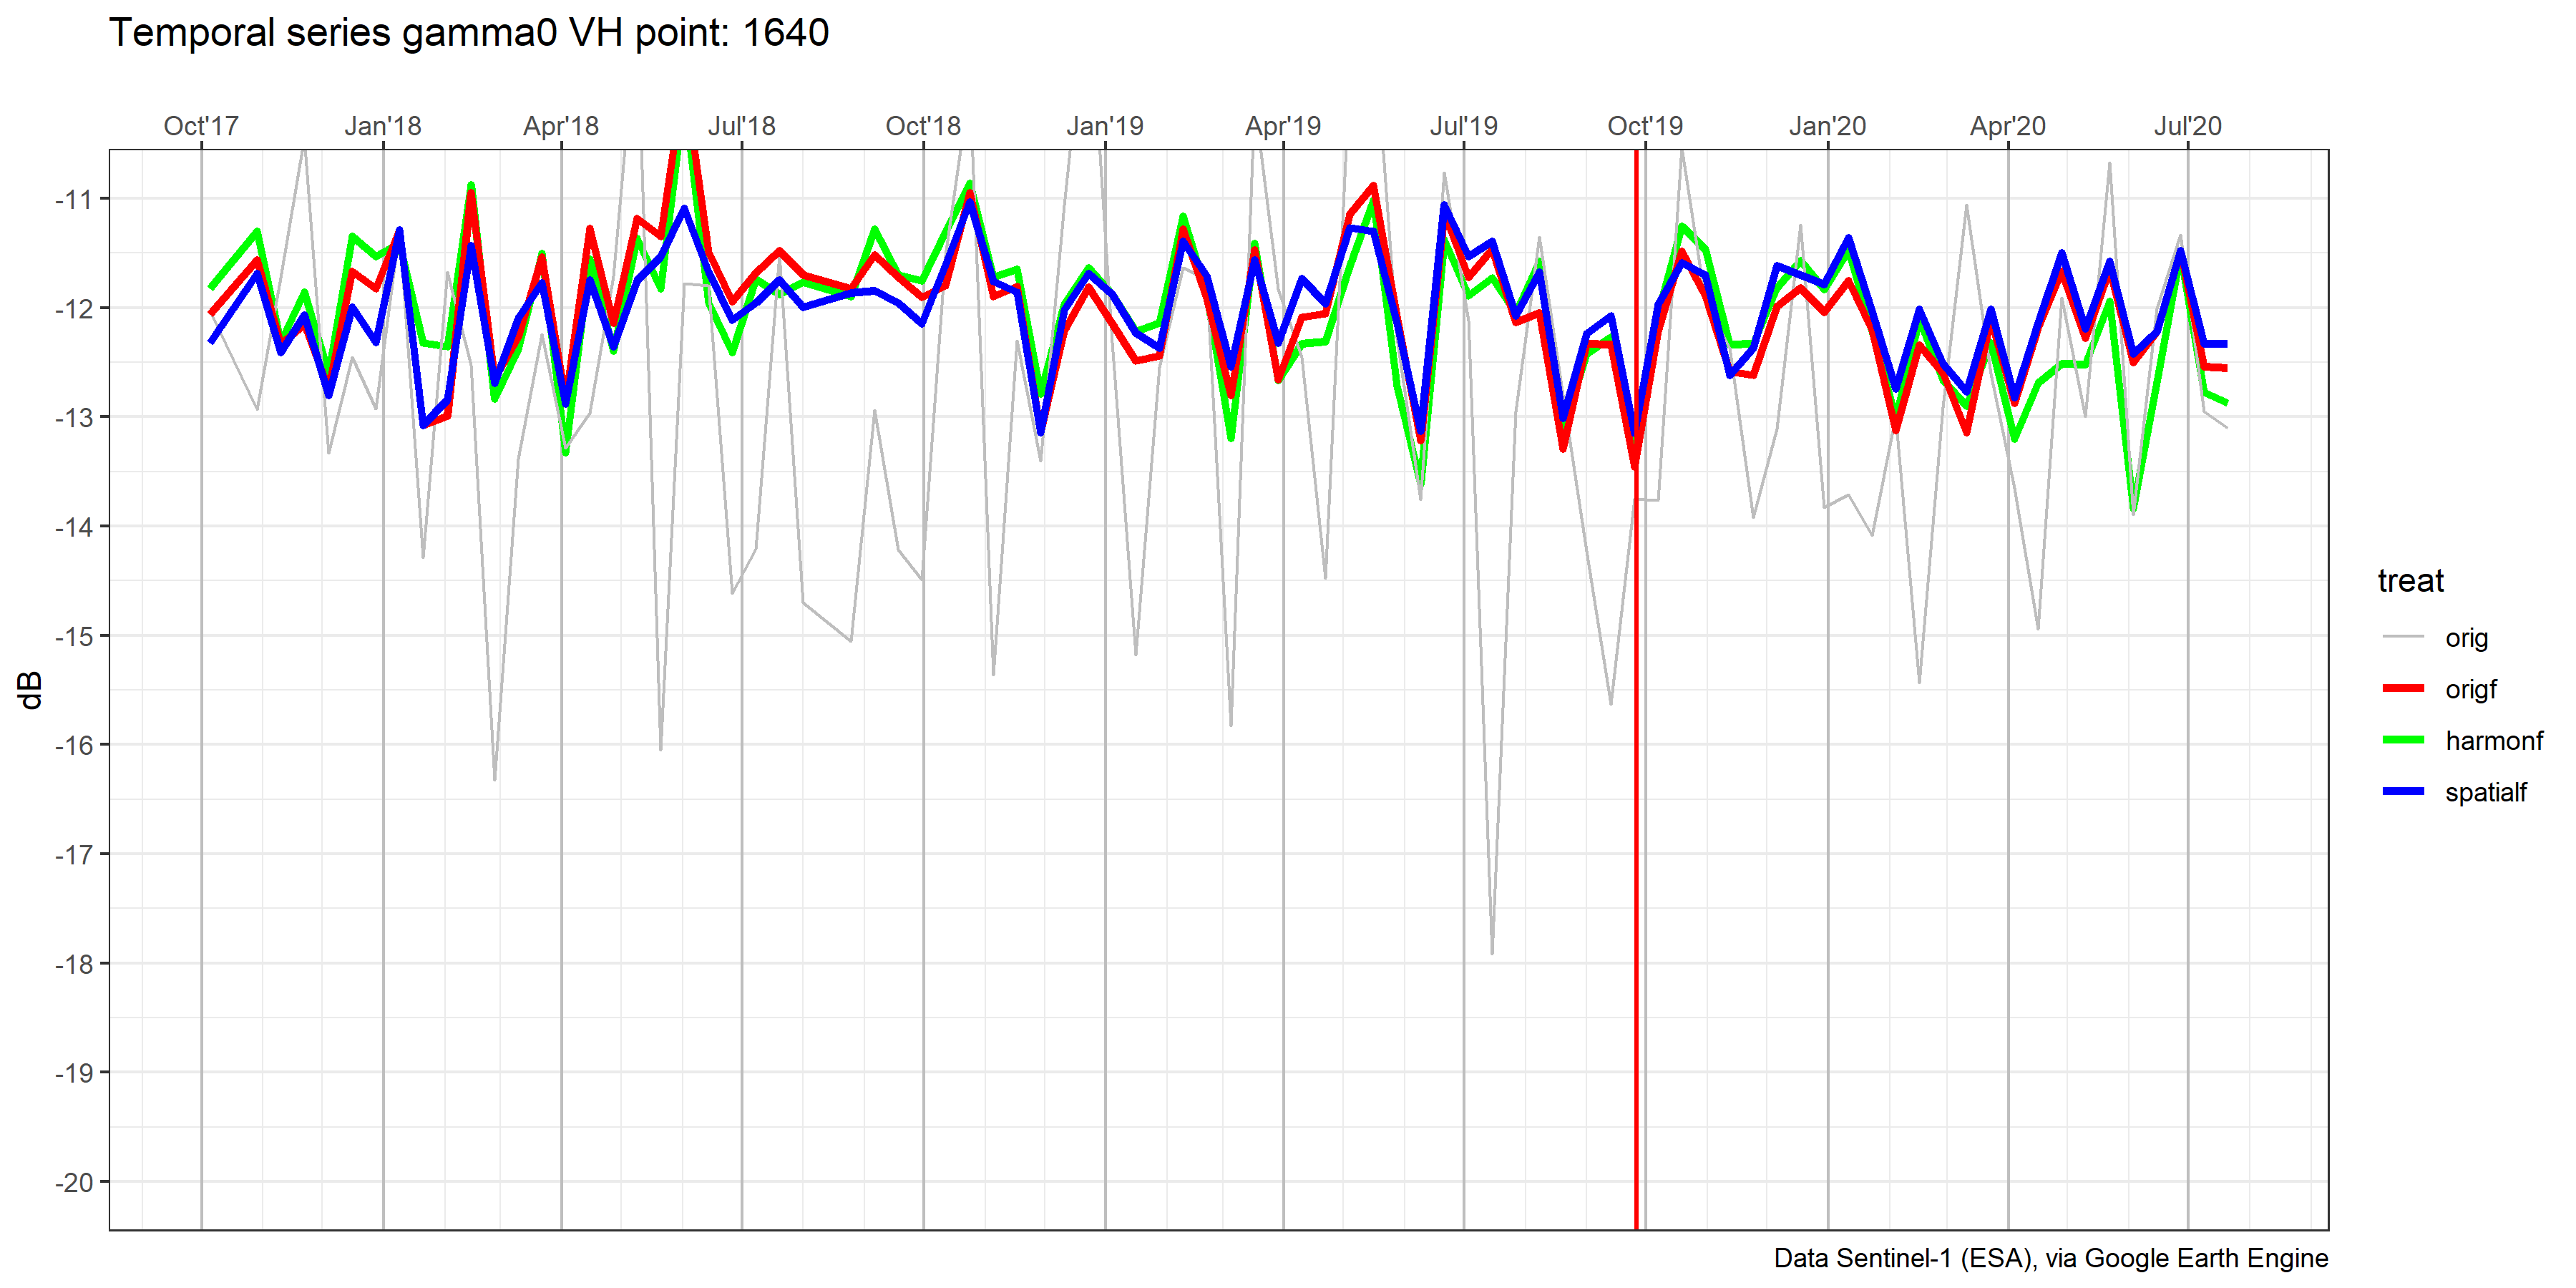 Temporal series gamma0 VH point: 1640
Oct'17 Jan'18 Apr'18 Jul'18 Oct'18 Jan'19 Apr'19 Jul'19 Oct'19 Jan'20 Apr'20 Jul'20
-11
-12
-13
-14
-15
-16
-17
-18
-19
-20
dB
treat
orig
origf
harmonf
spatialf
Data Sentinel-1 (ESA), via Google Earth Engine